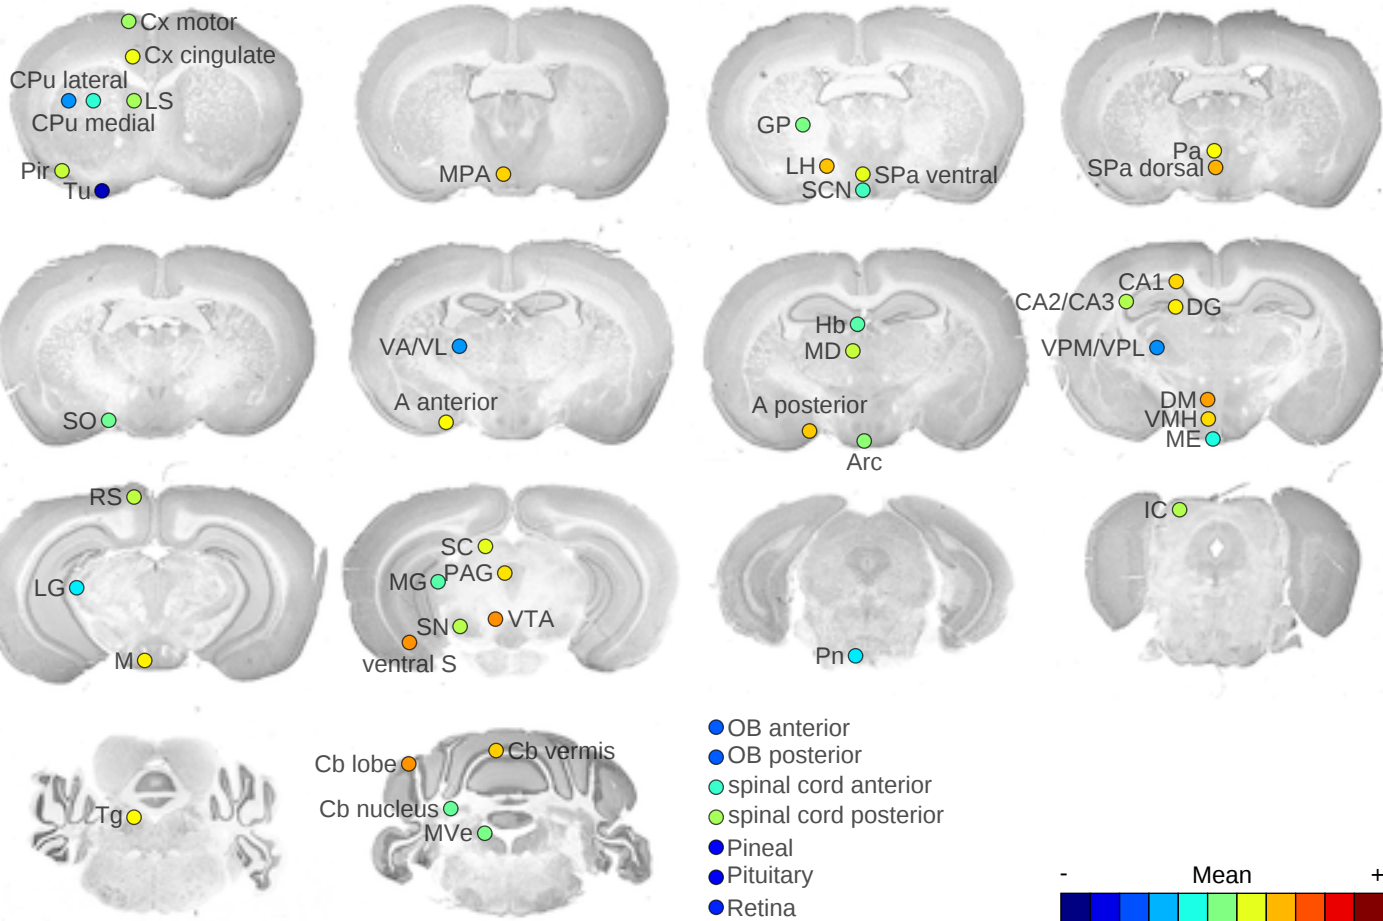 Cx motor
Cx cingulate
CPu lateral
LS
CPu medial
Pir
Tu
MPA
GP
LH
SPa ventral
SCN
Pa
SPa dorsal
SO
VA/VL
A anterior
Hb
MD
A posterior
Arc
CA1
CA2/CA3
DG
VPM/VPL
DM
VMH
ME
RS
LG
M
SC
PAG
MG
VTA
SN
ventral S
Pn
IC
Tg
Cb lobe
Cb vermis
Cb nucleus
MVe
OB anterior
OB posterior
spinal cord anterior
spinal cord posterior
Pineal
Pituitary
Retina
- Mean +